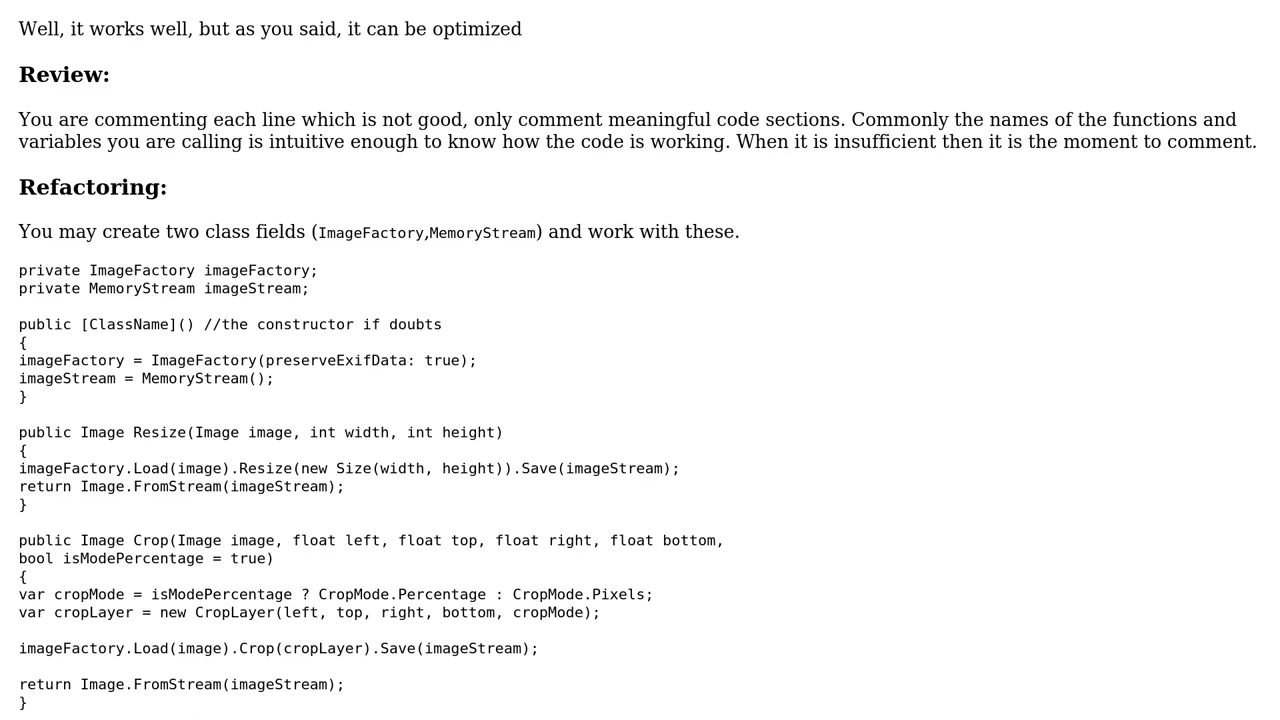 Well, it works well, but as you said, it can be optimized
Review:
You are commenting each line which is not good, only comment meaningful code sections. Commonly the names of the functions and
variables you are calling is intuitive enough to know how the code is working. When it is insufficient then it is the moment to comment.
Refactoring:
You may create two class fields (ImageFactory,MemoryStream) and work with these.
private ImageFactory imageFactory;
private MemoryStream imageStream;
public [ClassName]() //the constructor if doubts
{
imageFactory = ImageFactory(preserveExifData: true);
imageStream = MemoryStream();
}
public Image Resize(Image image, int width, int height)
{
imageFactory.Load(image).Resize(new Size(width, height)).Save(imageStream);
return Image.FromStream(imageStream);
}
public Image Crop(Image image, float left, float top, float right, float bottom,
bool isModePercentage = true)
{
var cropMode = isModePercentage ? CropMode.Percentage : CropMode.Pixels;
var cropLayer = new CropLayer(left, top, right, bottom, cropMode);
imageFactory.Load(image).Crop(cropLayer).Save(imageStream);
return Image.FromStream(imageStream);
}